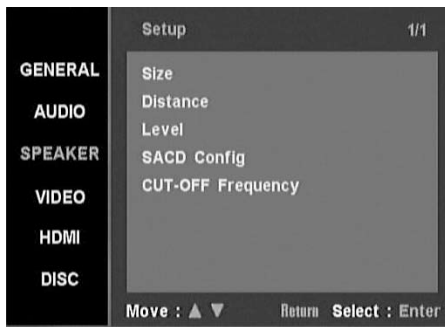 Setup 1/1
GENERAL
AUDIO
SPEAKER
VIDEO
HDMI
DISC
Size
Distance
Level
SACD Config
CUT-OFF Frequency
Move : ▲ ▼ Return Select : Enter